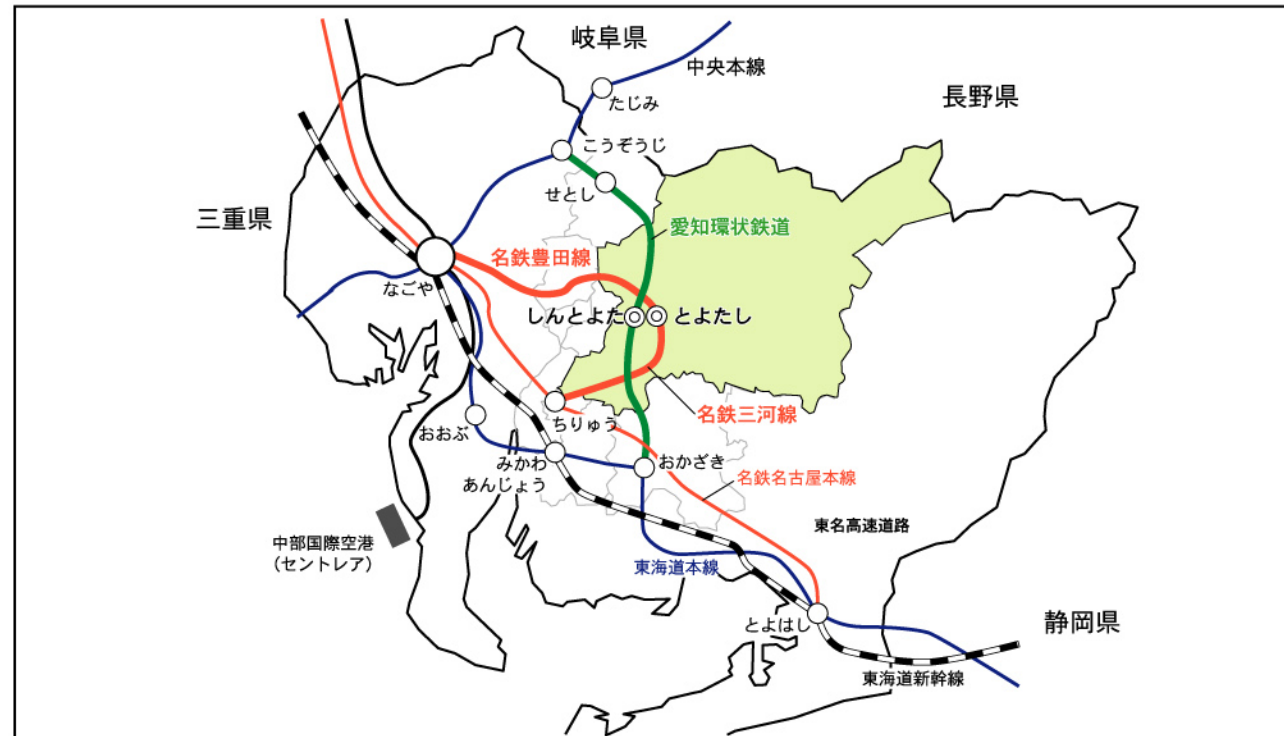 岐阜県
中央本線
長野県
たじみ
こうぞうじ
せとし
三重県
愛知環状鉄道
名鉄豊田線
なごや
しんとよた
とよたし
名鉄三河線
ちりゅう
おおぶ
みかわ
あんじょう
おかざき
名鉄名古屋本線
東名高速道路
中部国際空港
（セントレア）
東海道本線
とよはし
静岡県
東海道新幹線